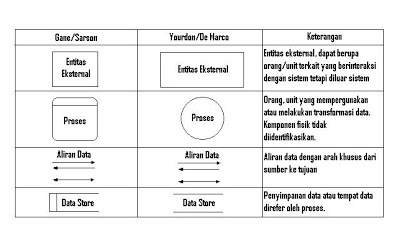 Gane/Sarson Yourdon/De Marco Keterangan
Entitas
Eksternal
Entitas Eksternal
Entitas eksternal, dapat berupa
orang/unit terkait yang berinteraksi
dengan sistem tetapi diluar sistem
Proses
Proses
Orang, unit yang mempergunakan
atau melakukan transformasi data.
Komponen fisik tidak
diidentifikasikan.
Aliran Data
Aliran Data
Aliran data dengan arah khusus dari
sumber ke tujuan
Data Store
Data Store
Penyimpanan data atau tempat data
direfer oleh proses.